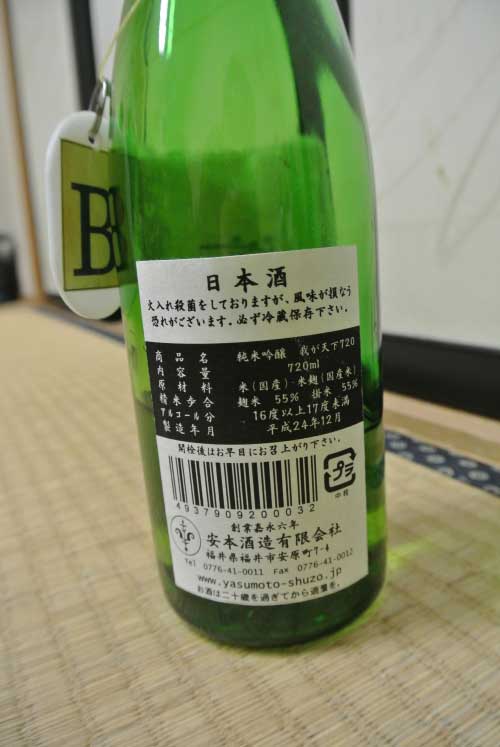 BB
日本酒
火入れ殺菌をしておりますが、風味が損なう
恐れがございます。必ず冷蔵保存下さい。
商品名 純米吟醸 我が天下720
内容量 720ml
原材料 米(国産)・米麹(国産米)
精米歩合 麹米 55% 掛米 55%
アルコール分 16度以上17度未満
製造年月 平成24年12月
開栓後はお早目にお召上がり下さい。
4937909200032
プラ
中栓
創業嘉永六年
安本酒造有限会社
福井県福井市安原町7-4
Tel 0776-41-0011 Fax 0776-41-0012
www.yasumoto-shuzo.jp
お酒は二十歳を過ぎてから適量を。